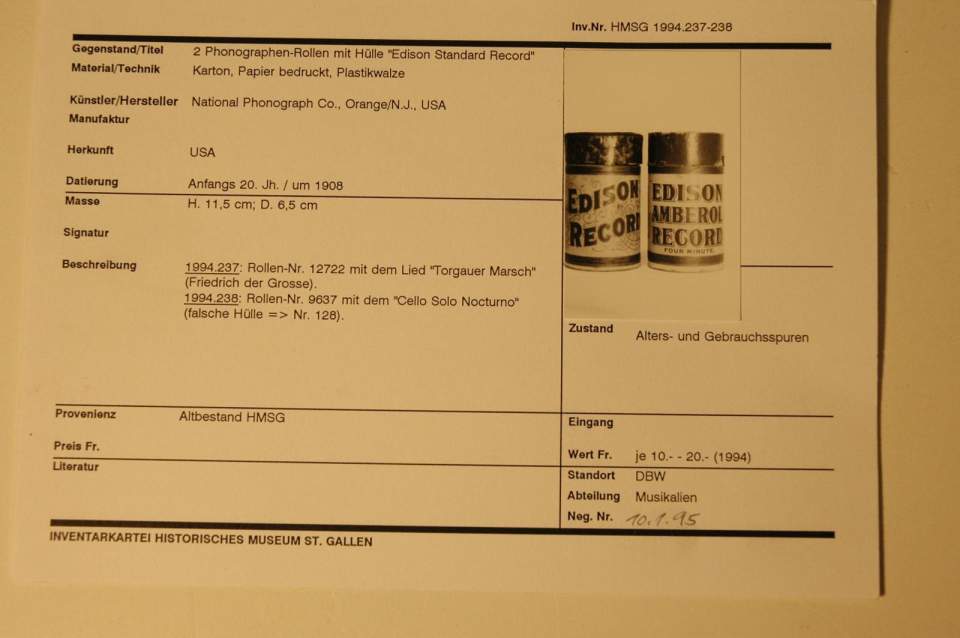 Inv.Nr. HMSG 1994.237-238
Gegenstand/Titel 2 Phonographen-Rollen mit Hülle "Edison Standard Record"
Material/Technik Karton, Papier bedruckt, Plastikwalze
Künstler/Hersteller National Phonograph Co., Orange/N.J., USA
Manufaktur
Herkunft USA
Datierung Anfangs 20. Jh. / um 1908
Masse H. 11,5 cm; D. 6,5 cm
Signatur
Beschreibung 1994.237: Rollen-Nr. 12722 mit dem Lied "Torgauer Marsch"
(Friedrich der Grosse).
1994.238: Rollen-Nr. 9637 mit dem "Cello Solo Nocturno"
(falsche Hülle => Nr. 128).
EDISON
RECORD
EDISON
AMBEROL
RECORD
FOUR MINUTE
Zustand Alters- und Gebrauchsspuren
Provenienz Altbestand HMSG
Preis Fr.
Literatur
Eingang
Wert Fr. je 10.- - 20.- (1994)
Standort DBW
Abteilung Musikalien
Neg. Nr. 10.1.95
INVENTARKARTEI HISTORISCHES MUSEUM ST. GALLEN